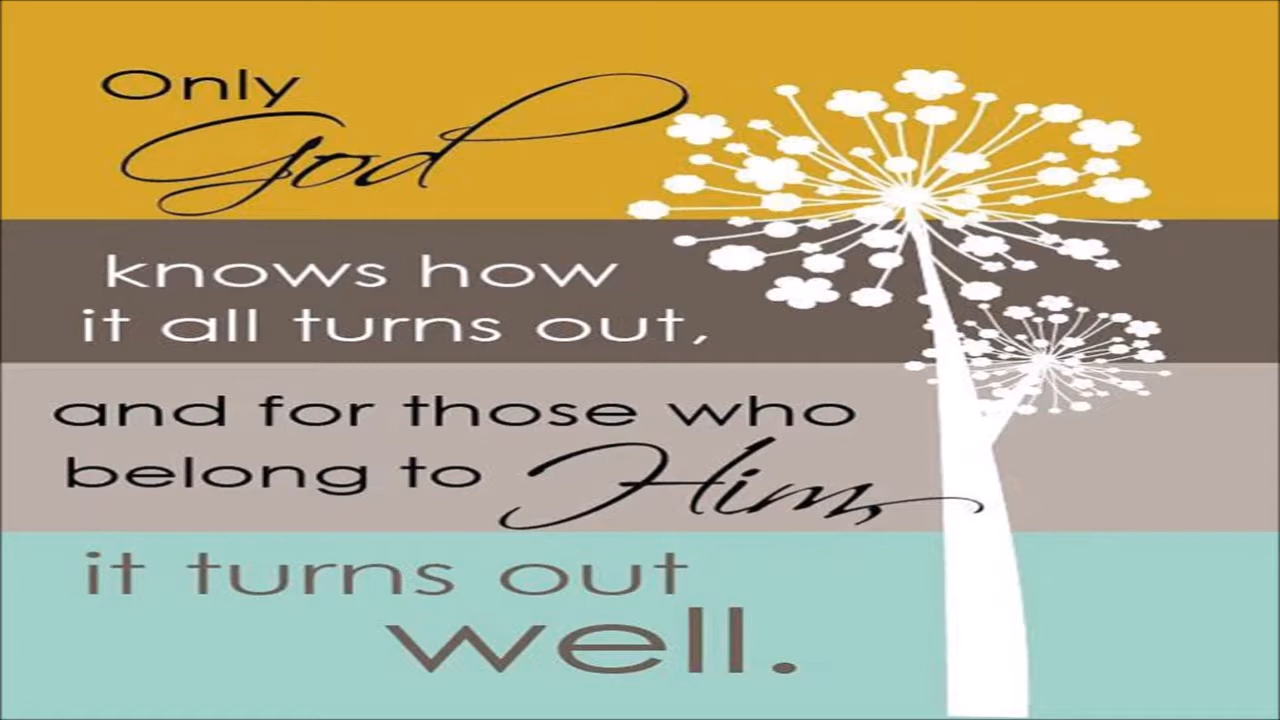 Only
God
knows how
it all turns out,
and for those who
belong to Him,
it turns out
well.